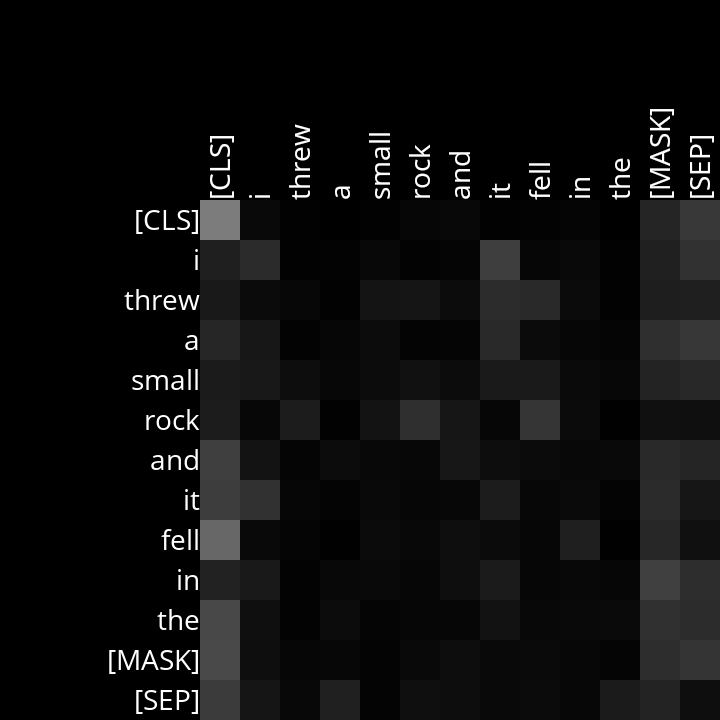 [CLS] i threw a small rock and it fell in the [MASK] [SEP]
[CLS]
i
threw
a
small
rock
and
it
fell
in
the
[MASK]
[SEP]